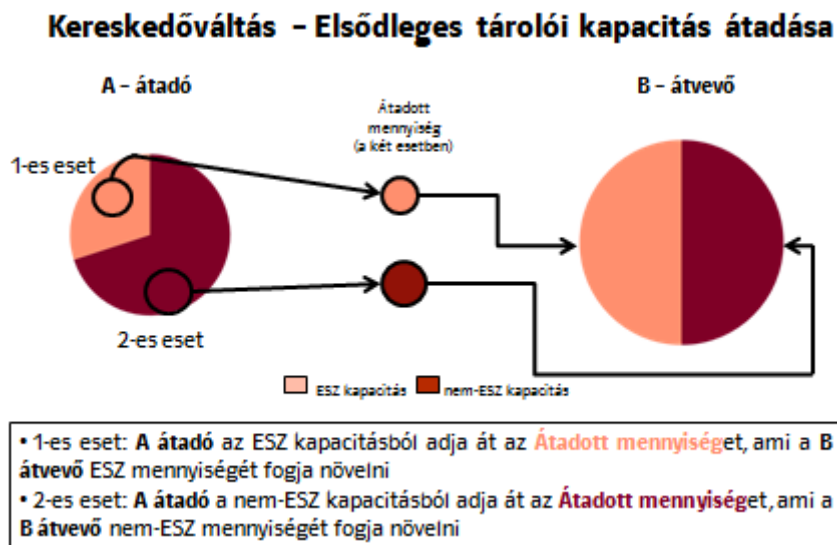 Kereskedőváltás – Elsődleges tárolói kapacitás átadása
A – átadó
B – átvevő
Átadott
mennyiség
(a két esetben)
1-es eset
2-es eset
ESZ kapacitás
nem-ESZ kapacitás
• 1-es eset: A átadó az ESZ kapacitásból adja át az Átadott mennyiséget, ami a B
átvevő ESZ mennyiségét fogja növelni
• 2-es eset: A átadó a nem-ESZ kapacitásból adja át az Átadott mennyiséget, ami a
B átvevő nem-ESZ mennyiségét fogja növelni